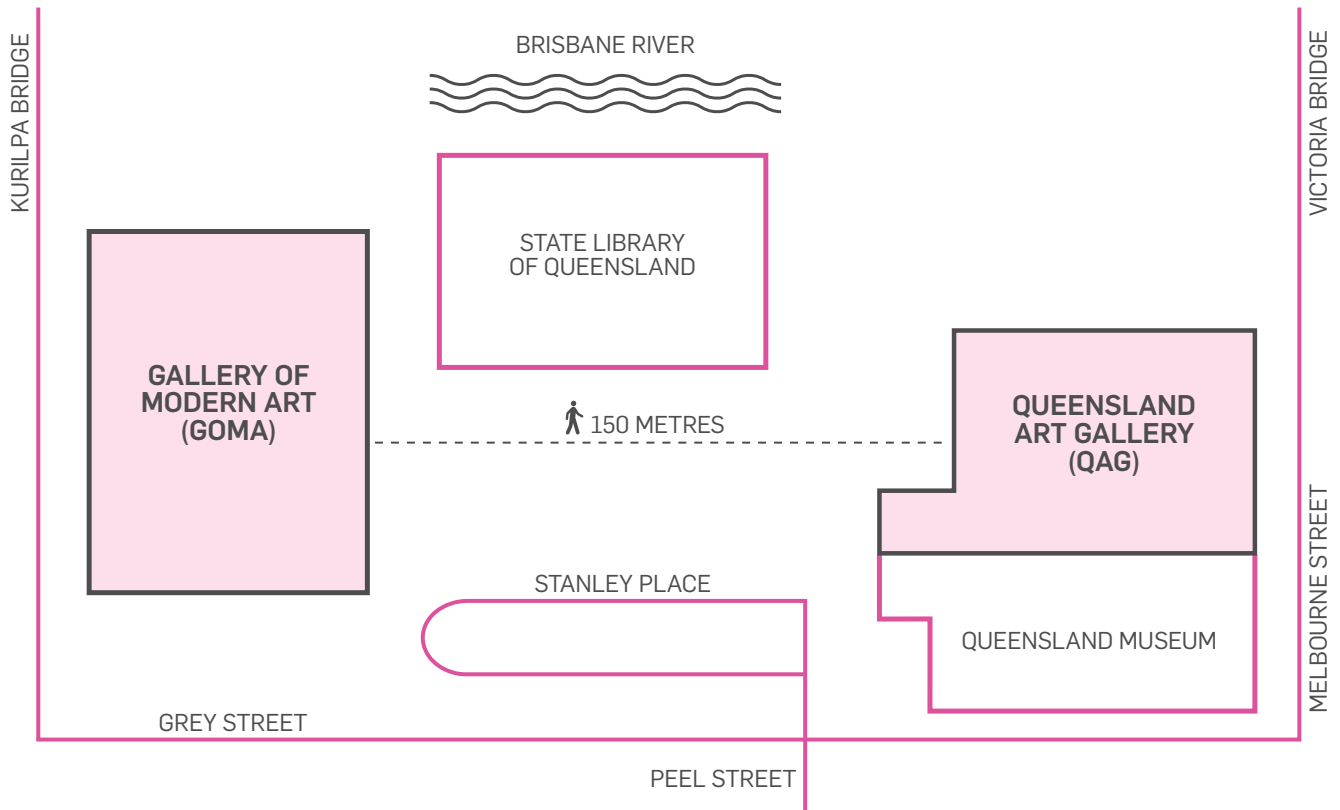 KURILPA BRIDGE
BRISBANE RIVER
VICTORIA BRIDGE
STATE LIBRARY
OF QUEENSLAND
GALLERY OF
MODERN ART
(GOMA)
150 METRES
QUEENSLAND
ART GALLERY
(QAG)
MELBOURNE STREET
STANLEY PLACE
QUEENSLAND MUSEUM
GREY STREET
PEEL STREET